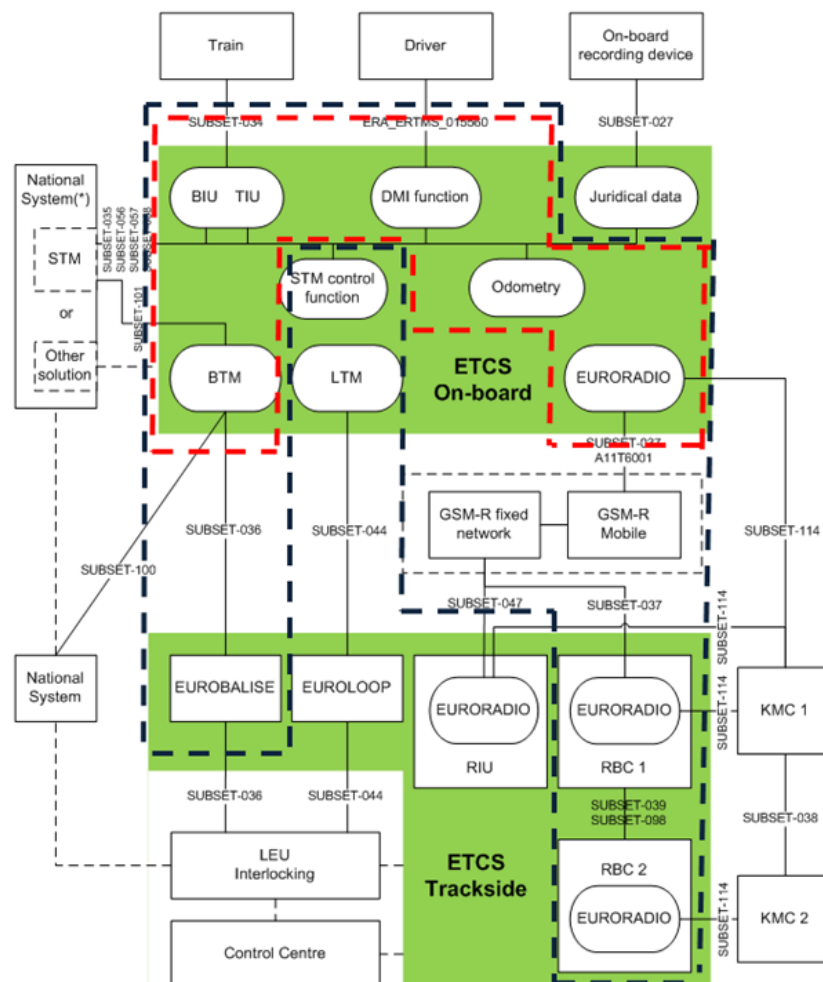 Train
Driver
On-board
recording device
SUBSET-034
ERA_ERTMS_015560
SUBSET-027
National
System(*)
STM
or
Other
solution
SUBSET-035
SUBSET-056
SUBSET-057
SUBSET-101
BIU TIU
DMI function
Juridical data
STM control
function
Odometry
BTM
LTM
ETCS
On-board
EURORADIO
SUBSET-037
A11T6001
GSM-R fixed
network
GSM-R
Mobile
SUBSET-036
SUBSET-044
SUBSET-100
SUBSET-114
SUBSET-047
SUBSET-037
SUBSET-114
National
System
EUROBALISE
EUROLOOP
EURORADIO
RIU
EURORADIO
RBC 1
SUBSET-114
KMC 1
SUBSET-036
SUBSET-044
SUBSET-039
SUBSET-098
SUBSET-038
LEU
Interlocking
ETCS
Trackside
RBC 2
EURORADIO
SUBSET-114
KMC 2
Control Centre